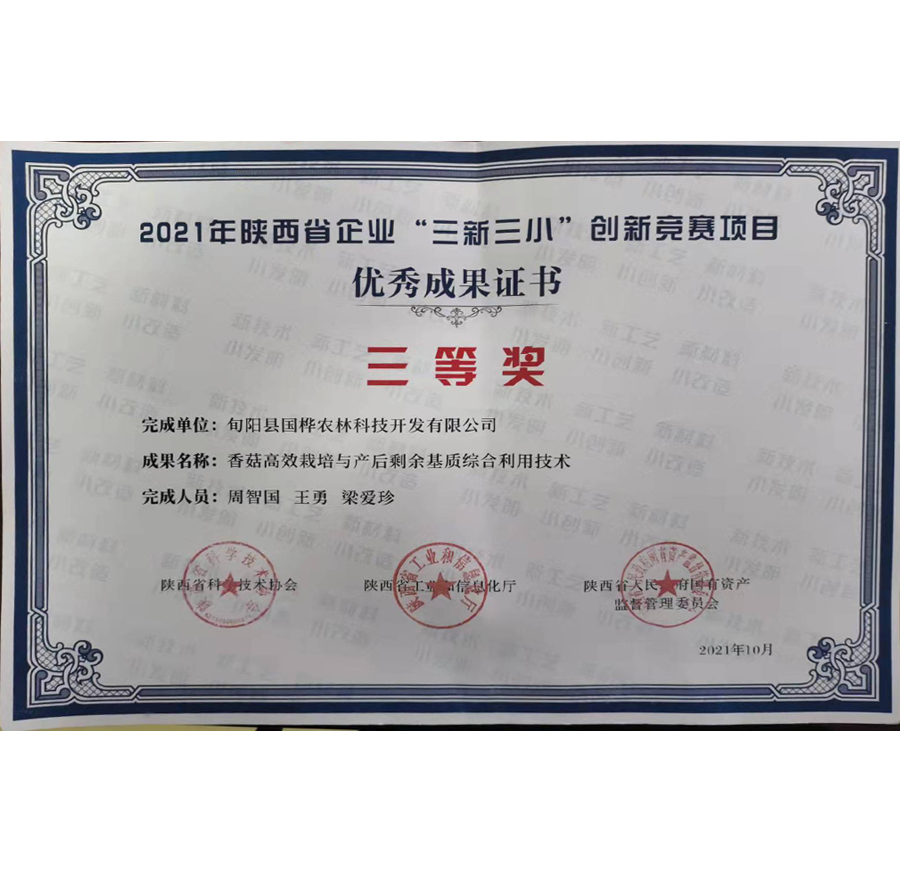 2021年陕西省企业“三新三小”创新竞赛项目
优秀成果证书
三等奖
完成单位：旬阳县国桦农林科技开发有限公司
成果名称：香菇高效栽培与产后剩余基质综合利用技术
完成人员：周智国 王勇 梁爱珍
陕西省科学技术协会
陕西省工业和信息化厅
陕西省人民政府国有资产
监督管理委员会
2021年10月